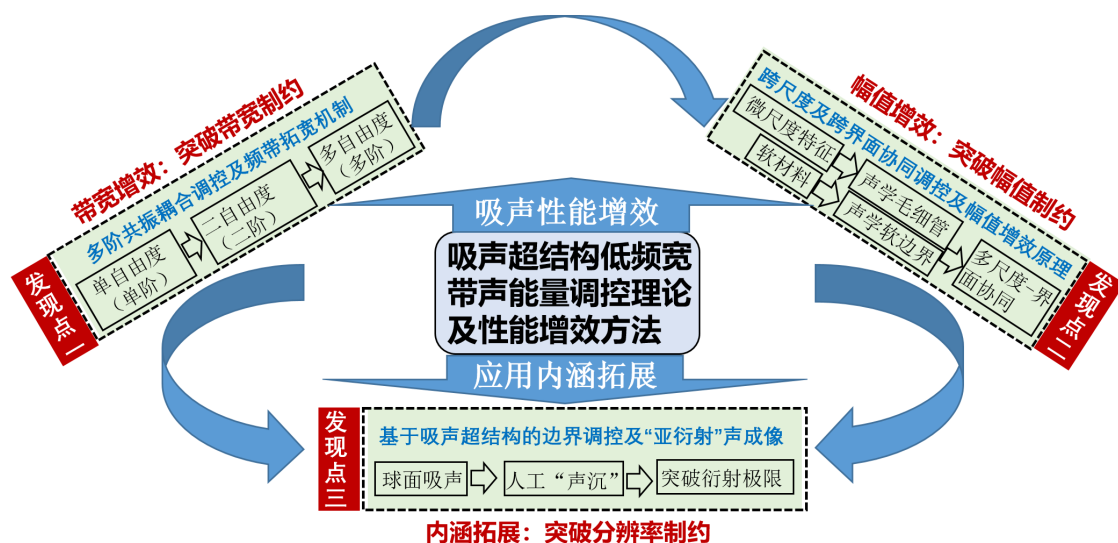 带宽增效：突破带宽制约
多阶共振耦合调控及频带拓宽机制
单自由度
（单阶）
二自由度
（二阶）
多自由度
（多阶）
发现点一
幅值增效：突破幅值制约
跨尺度及跨界面协同调控及幅值增效原理
微尺度特征
软材料
声学毛细管
声学软边界
多尺度-界
面协同
发现点二
吸声性能增效
吸声超结构低频宽
带声能量调控理论
及性能增效方法
应用内涵拓展
发现点三
基于吸声超结构的边界调控及“亚衍射”声成像
球面吸声
人工“声沉”
突破衍射极限
内涵拓展：突破分辨率制约